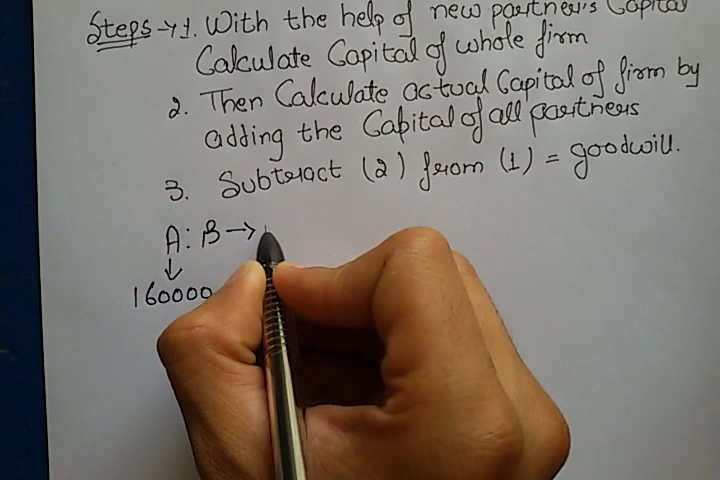 Steps → 1. With the help of new partner's Capital
Calculate Capital of whole firm
2. Then Calculate actual Capital of firm by
adding the Capital of all partners
3. Subtract (2) from (1) = goodwill.
A : B →
↓
160000